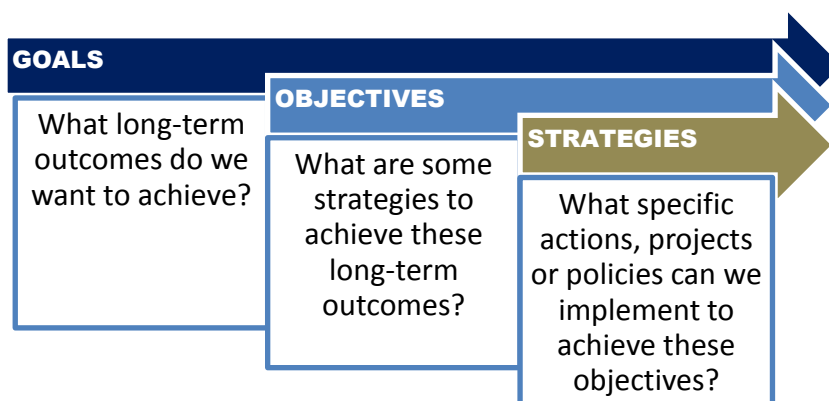 GOALS
What long-term
outcomes do we
want to achieve?
OBJECTIVES
What are some
strategies to
achieve these
long-term
outcomes?
STRATEGIES
What specific
actions, projects
or policies can we
implement to
achieve these
objectives?